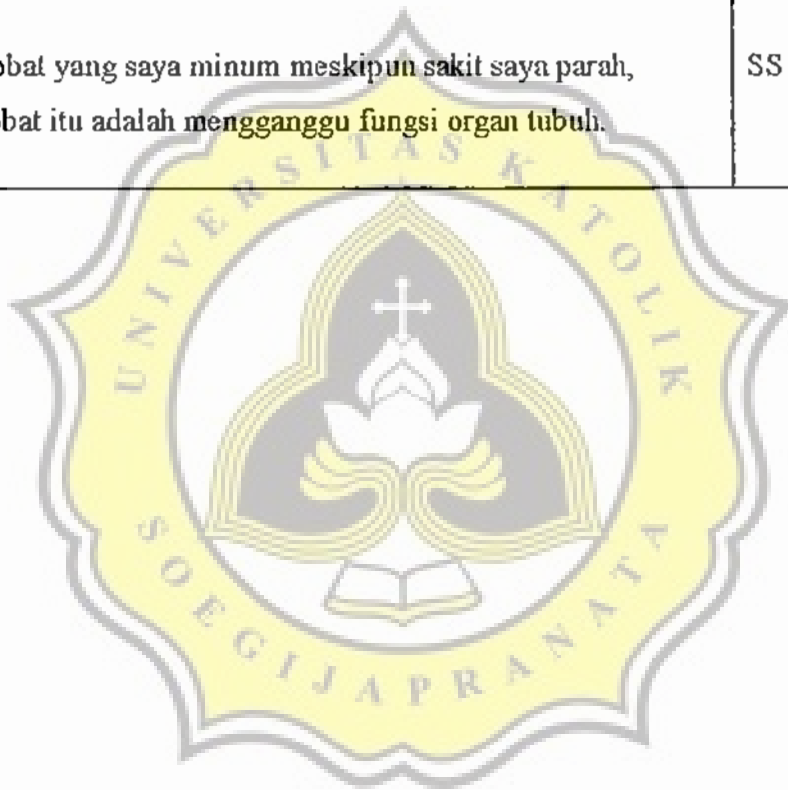 obat yang saya minum meskipun sakit saya parah,
SS
obat itu adalah mengganggu fungsi organ tubuh.
UNIVERSITAS KATOLIK
SOEGIJAPRANATA